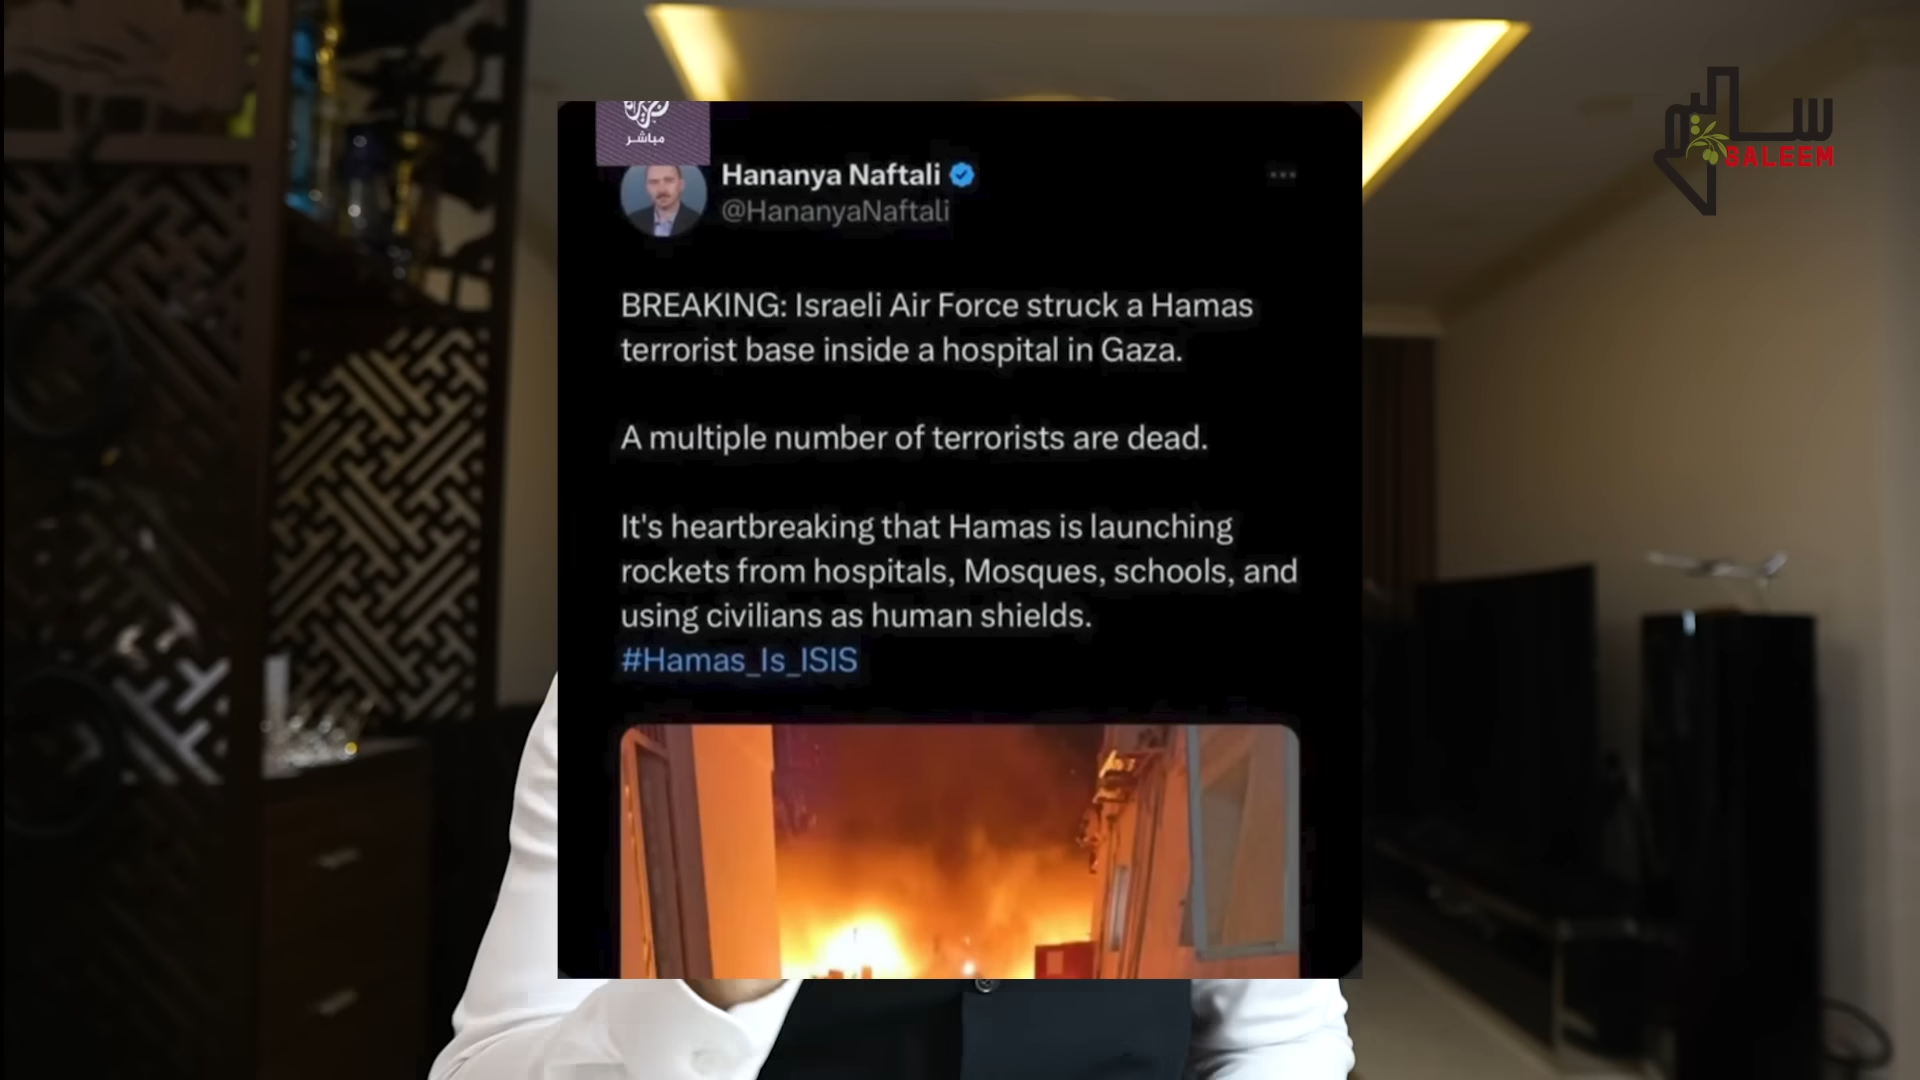 مباشر
Hananya Naftali
@HananyaNaftali
BREAKING: Israeli Air Force struck a Hamas
terrorist base inside a hospital in Gaza.
A multiple number of terrorists are dead.
It's heartbreaking that Hamas is launching
rockets from hospitals, Mosques, schools, and
using civilians as human shields.
#Hamas_Is_ISIS
SALEEM